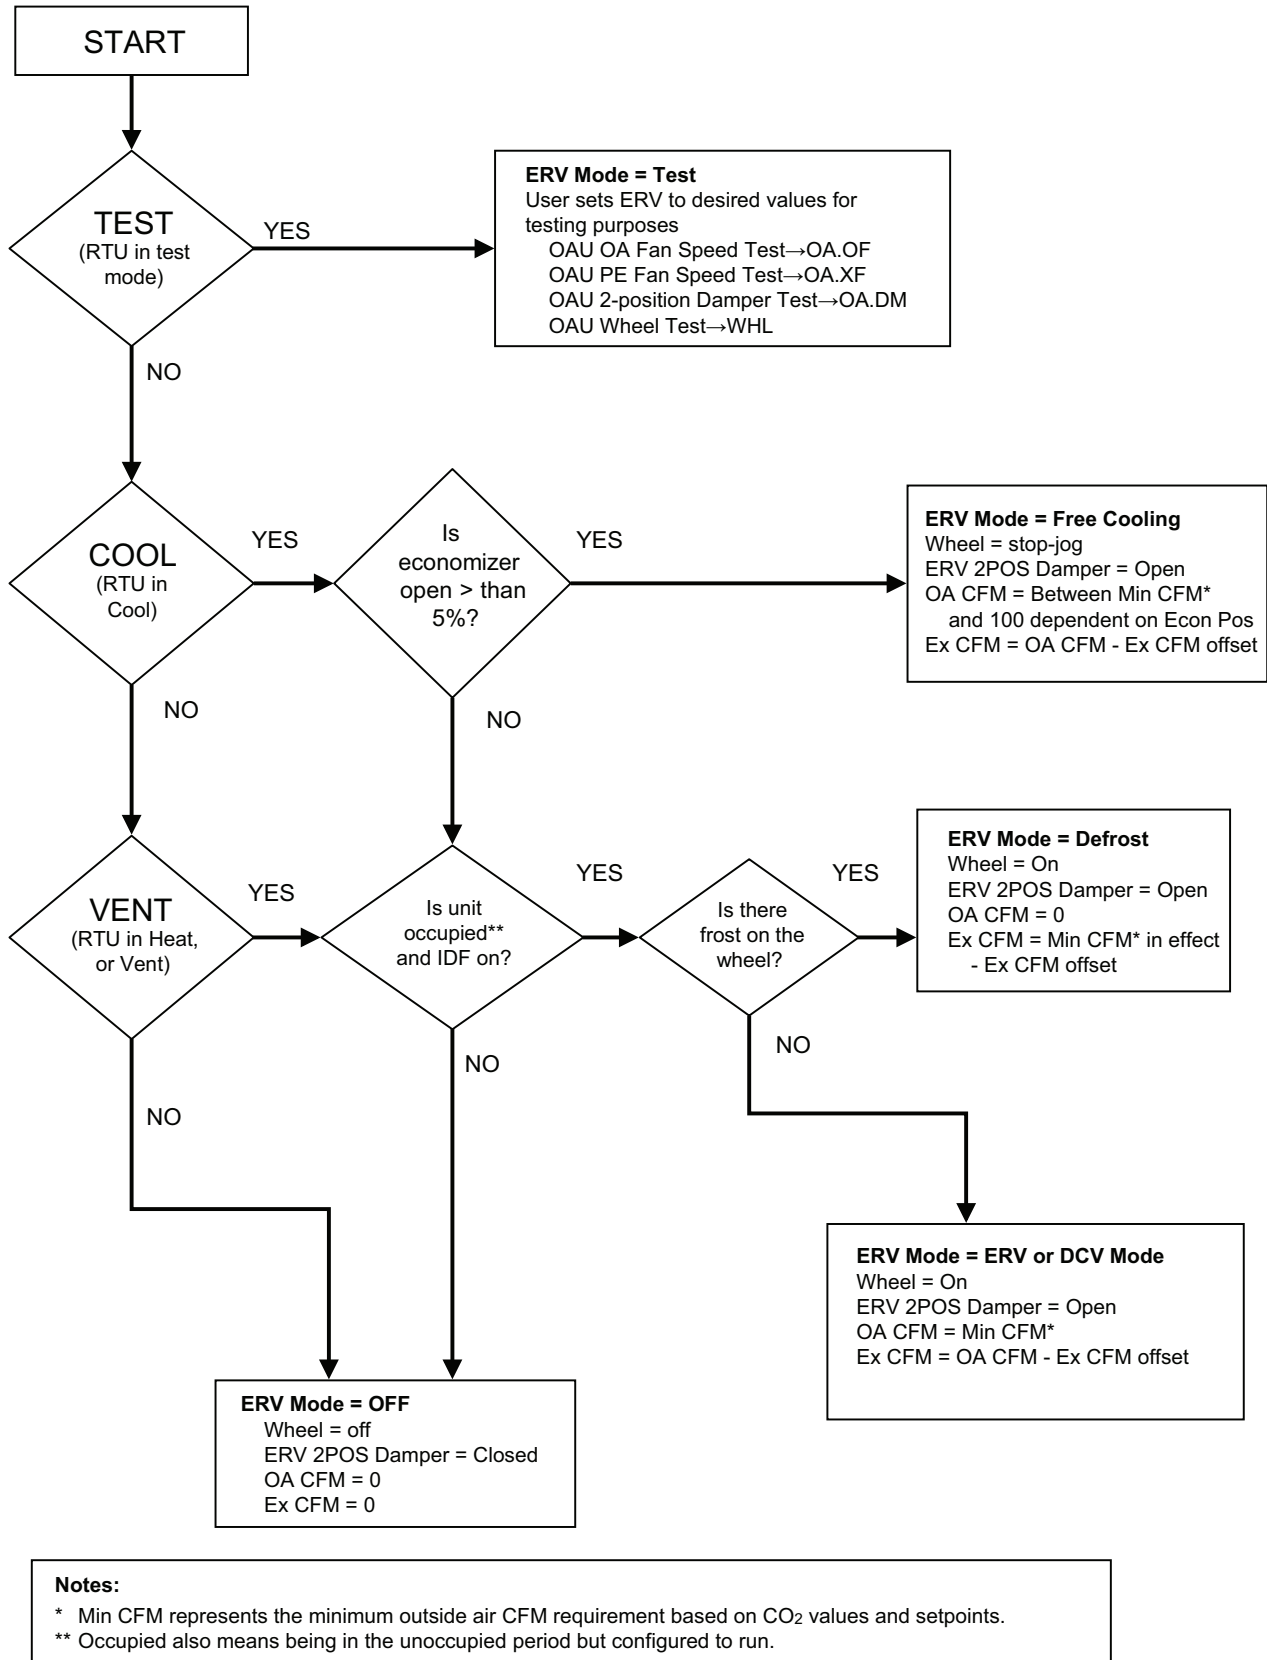 START
TEST
(RTU in test
mode)
YES
ERV Mode = Test
User sets ERV to desired values for
testing purposes
OAU OA Fan Speed Test→OA.OF
OAU PE Fan Speed Test→OA.XF
OAU 2-position Damper Test→OA.DM
OAU Wheel Test→WHL
NO
COOL
(RTU in
Cool)
YES
Is
economizer
open > than
5%?
YES
ERV Mode = Free Cooling
Wheel = stop-jog
ERV 2POS Damper = Open
OA CFM = Between Min CFM*
and 100 dependent on Econ Pos
Ex CFM = OA CFM - Ex CFM offset
NO
NO
VENT
(RTU in Heat,
or Vent)
YES
Is unit
occupied**
and IDF on?
YES
Is there
frost on the
wheel?
YES
ERV Mode = Defrost
Wheel = On
ERV 2POS Damper = Open
OA CFM = 0
Ex CFM = Min CFM* in effect
- Ex CFM offset
NO
NO
NO
ERV Mode = ERV or DCV Mode
Wheel = On
ERV 2POS Damper = Open
OA CFM = Min CFM*
Ex CFM = OA CFM - Ex CFM offset
ERV Mode = OFF
Wheel = off
ERV 2POS Damper = Closed
OA CFM = 0
Ex CFM = 0
Notes:
* Min CFM represents the minimum outside air CFM requirement based on CO2 values and setpoints.
** Occupied also means being in the unoccupied period but configured to run.